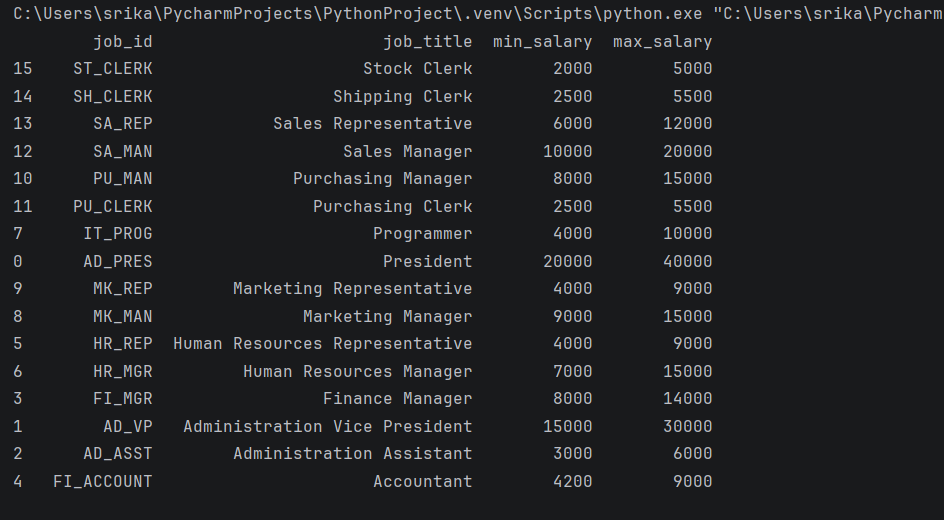 C:\Users\srika\PycharmProjects\PythonProject\.venv\Scripts\python.exe "C:\Users\srika\Pycharm
job_id job_title min_salary max_salary
15 ST_CLERK Stock Clerk 2000 5000
14 SH_CLERK Shipping Clerk 2500 5500
13 SA_REP Sales Representative 6000 12000
12 SA_MAN Sales Manager 10000 20000
10 PU_MAN Purchasing Manager 8000 15000
11 PU_CLERK Purchasing Clerk 2500 5500
7 IT_PROG Programmer 4000 10000
0 AD_PRES President 20000 40000
9 MK_REP Marketing Representative 4000 9000
8 MK_MAN Marketing Manager 9000 15000
5 HR_REP Human Resources Representative 4000 9000
6 HR_MGR Human Resources Manager 7000 15000
3 FI_MGR Finance Manager 8000 14000
1 AD_VP Administration Vice President 15000 30000
2 AD_ASST Administration Assistant 3000 6000
4 FI_ACCOUNT Accountant 4200 9000